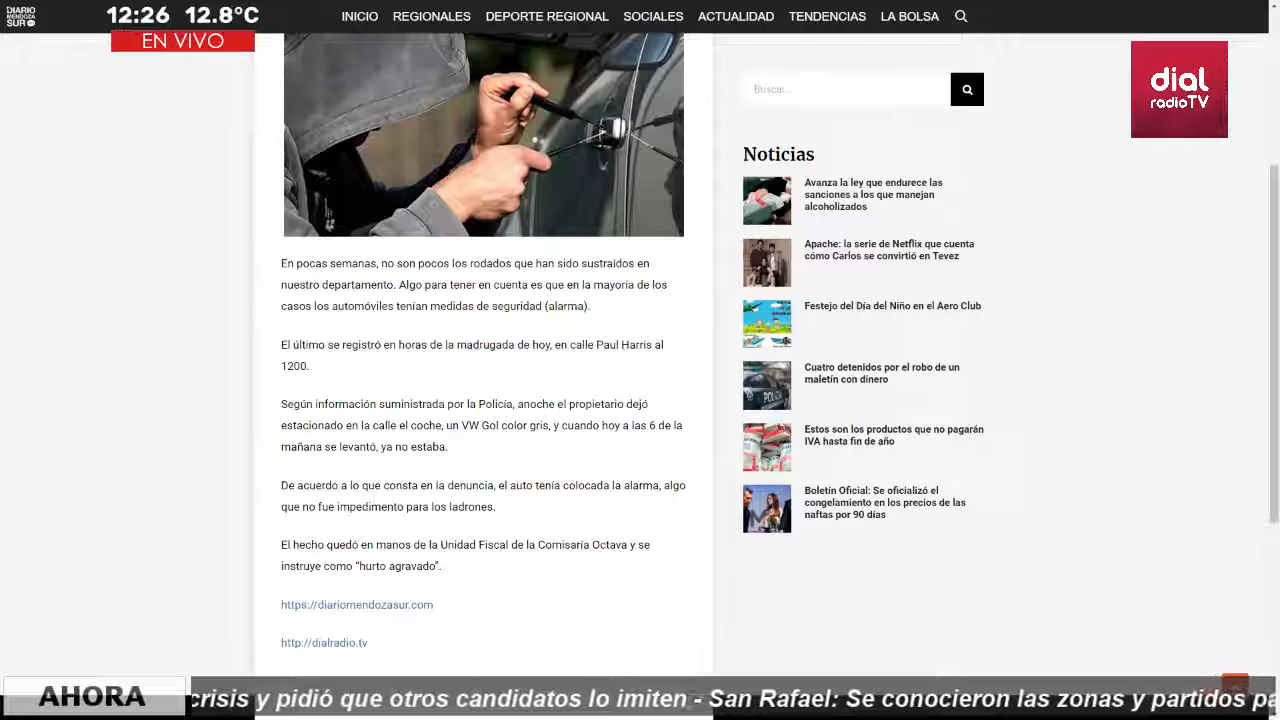 DIARIO
MENDOZA
SUR
12:26 12.8°C
INICIO REGIONALES DEPORTE REGIONAL SOCIALES ACTUALIDAD TENDENCIAS LA BOLSA
EN VIVO
dial
radioTV
Buscar...
Noticias
Avanza la ley que endurece las
sanciones a los que manejan
alcoholizados
Apache: la serie de Netflix que cuenta
cómo Carlos se convirtió en Tevez
Festejo del Día del Niño en el Aero Club
Cuatro detenidos por el robo de un
maletín con dinero
Estos son los productos que no pagarán
IVA hasta fin de año
Boletín Oficial: Se oficializó el
congelamiento en los precios de las
naftas por 90 días
En pocas semanas, no son pocos los rodados que han sido sustraídos en
nuestro departamento. Algo para tener en cuenta es que en la mayoría de los
casos los automóviles tenían medidas de seguridad (alarma).
El último se registró en horas de la madrugada de hoy, en calle Paul Harris al
1200.
Según información suministrada por la Policía, anoche el propietario dejó
estacionado en la calle el coche, un VW Gol color gris, y cuando hoy a las 6 de la
mañana se levantó, ya no estaba.
De acuerdo a lo que consta en la denuncia, el auto tenía colocada la alarma, algo
que no fue impedimento para los ladrones.
El hecho quedó en manos de la Unidad Fiscal de la Comisaría Octava y se
instruye como “hurto agravado”.
https://diariomendozasur.com
http://dialradio.tv
AHORA
crisis y pidió que otros candidatos lo imiten - San Rafael: Se conocieron las zonas y partidos pa